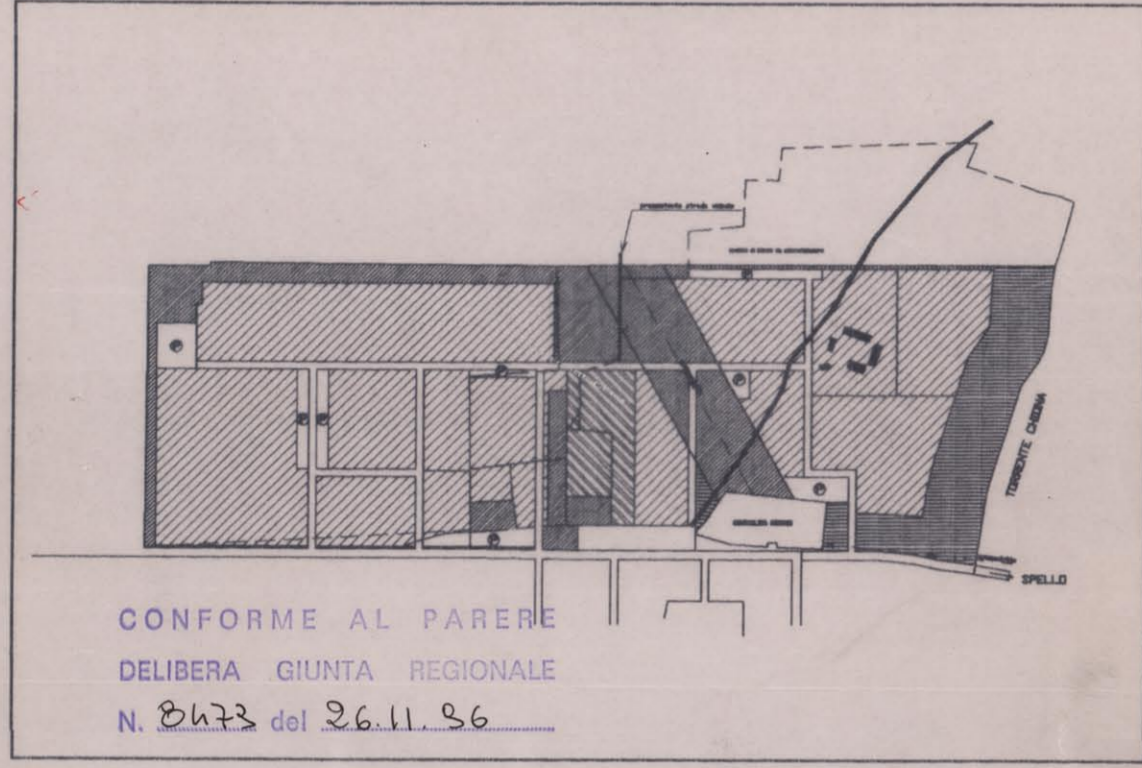 TORRENTE CHIONA
SPELLO
CONFORME AL PARERE
DELIBERA GIUNTA REGIONALE
N. 8473 del 26.11.96